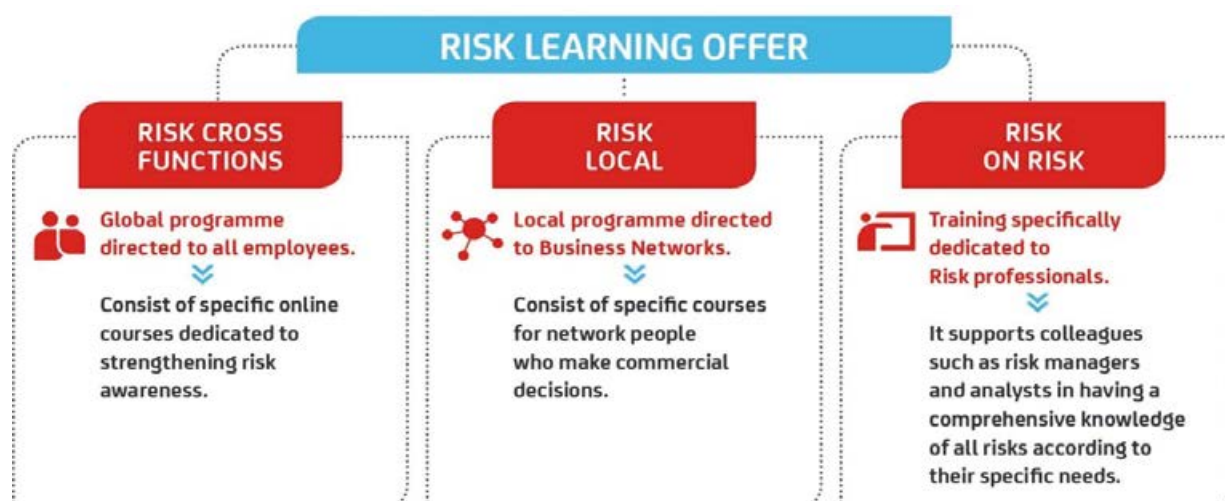 RISK LEARNING OFFER
RISK CROSS
FUNCTIONS
Global programme
directed to all employees.
Consist of specific online
courses dedicated to
strengthening risk
awareness.
RISK
LOCAL
Local programme directed
to Business Networks.
Consist of specific courses
for network people
who make commercial
decisions.
RISK
ON RISK
Training specifically
dedicated to
Risk professionals.
It supports colleagues
such as risk managers
and analysts in having a
comprehensive knowledge
of all risks according to
their specific needs.